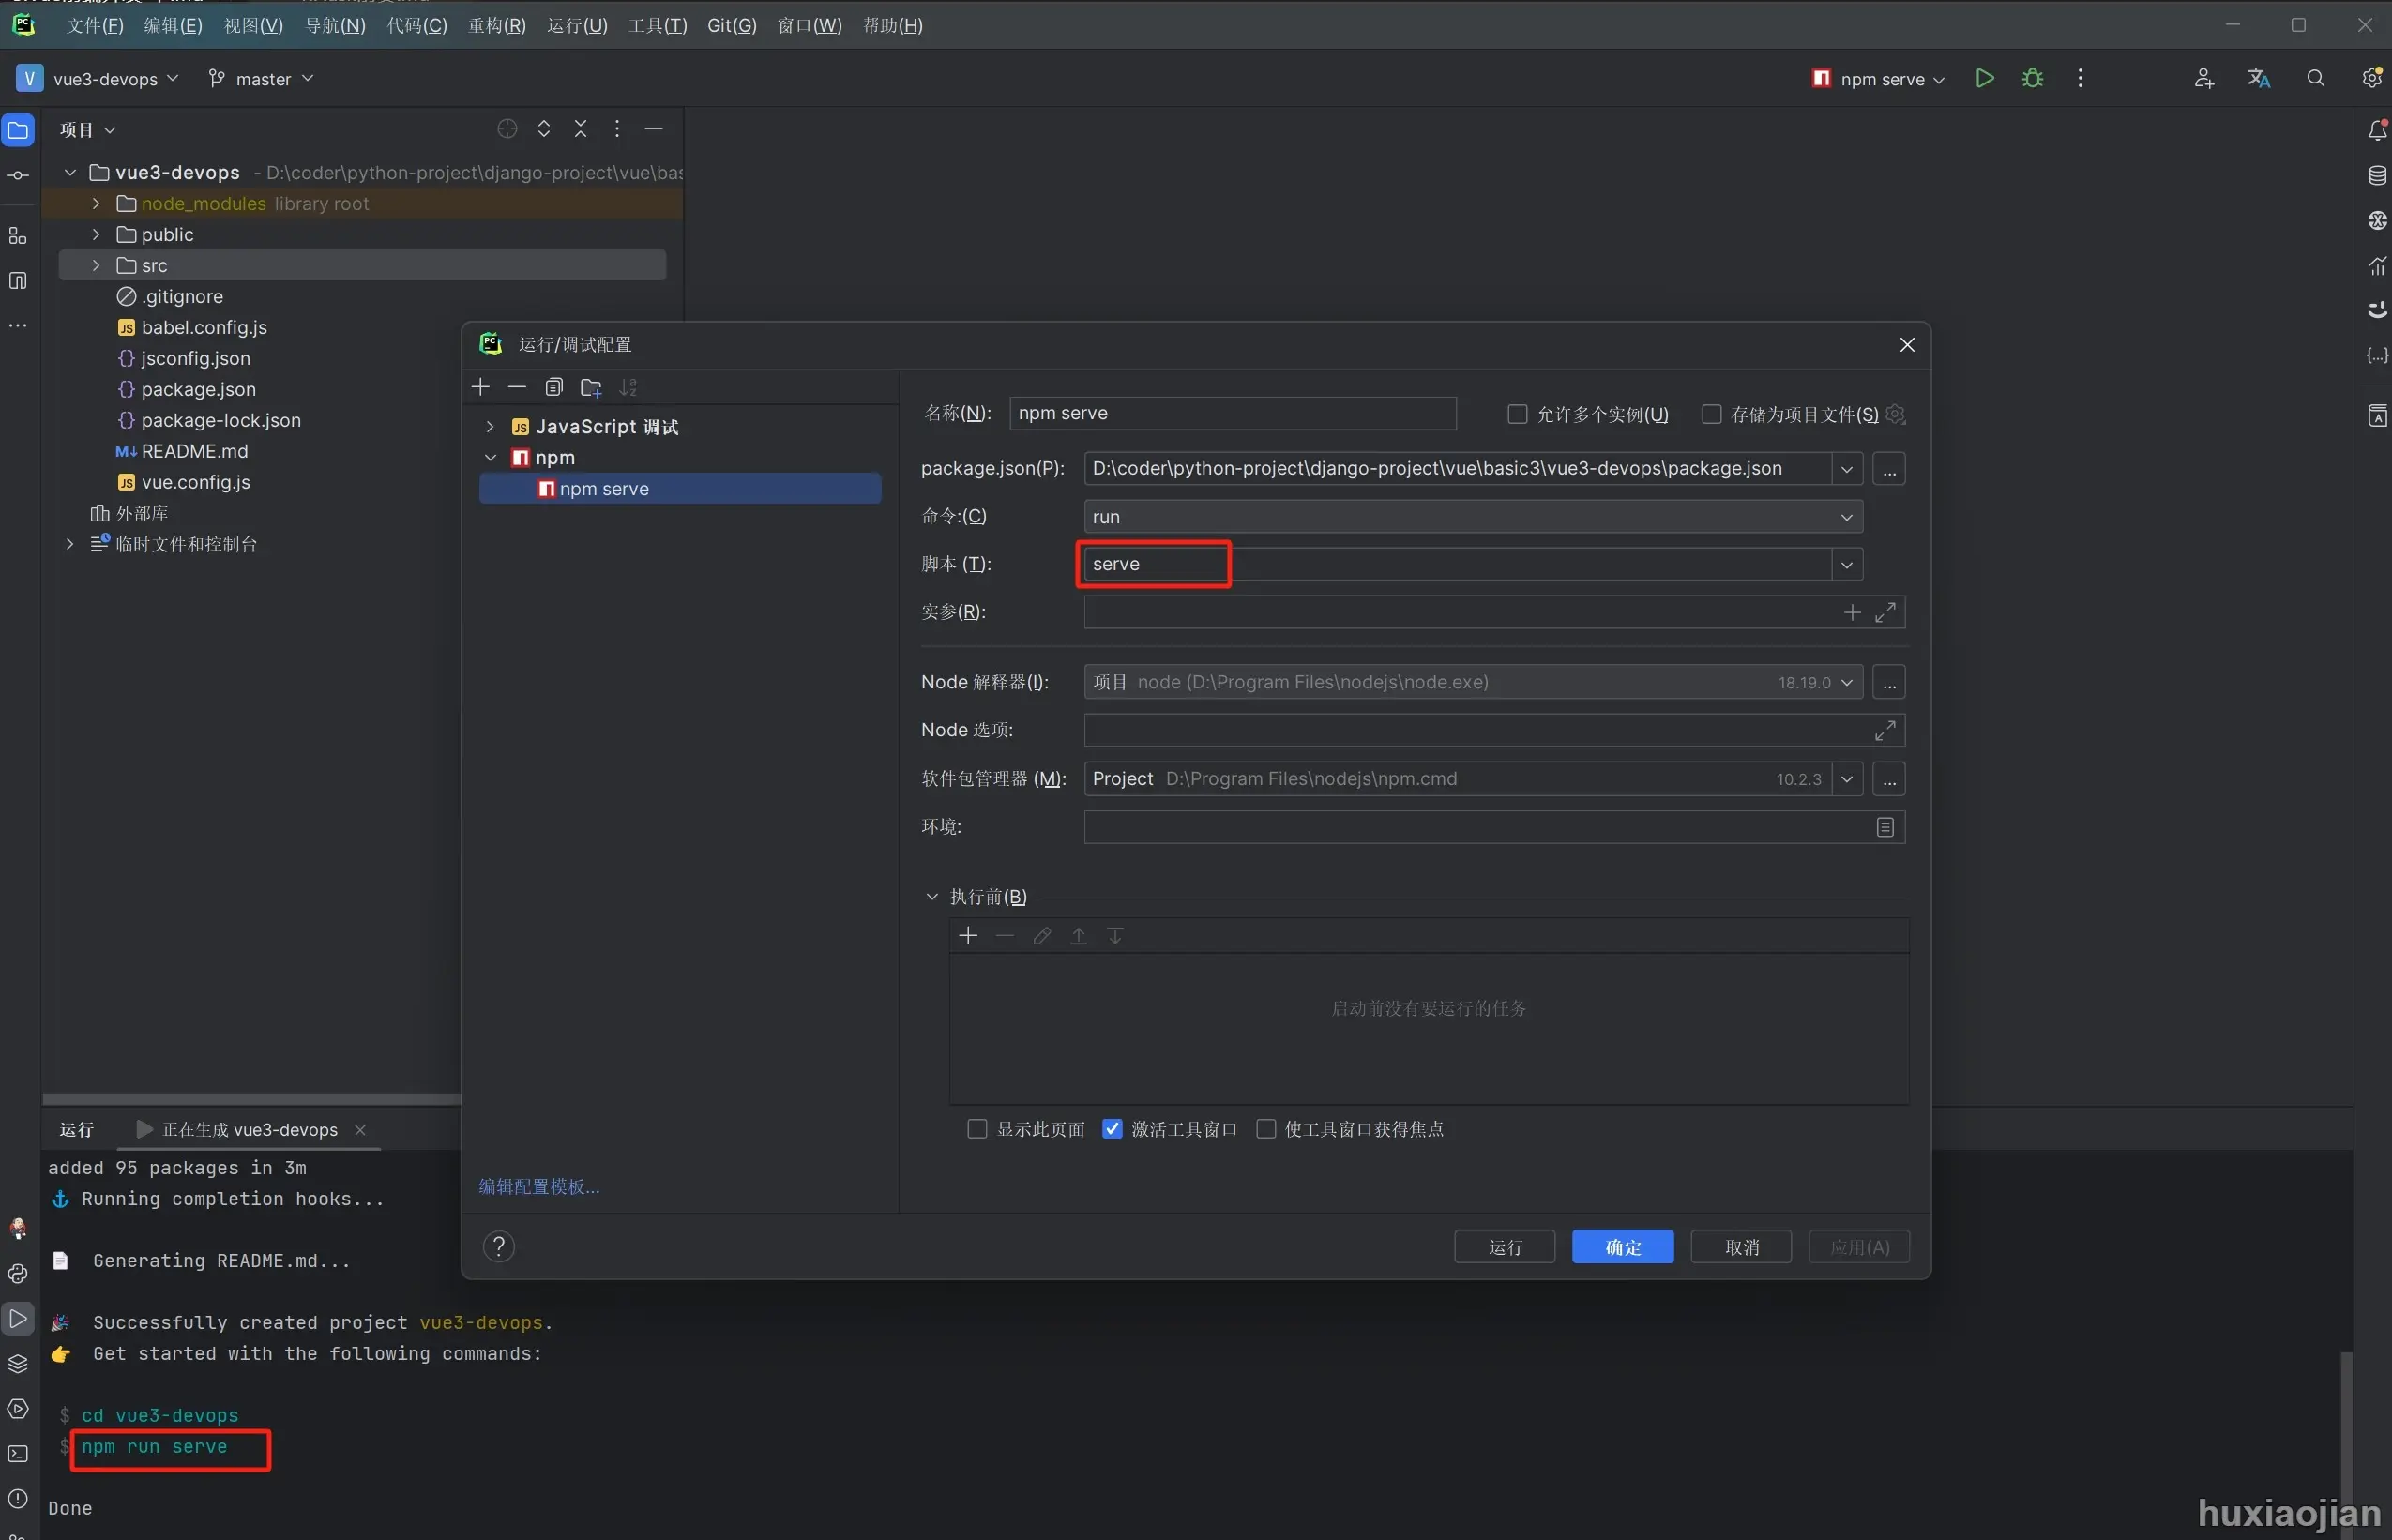 文件(F) 编辑(E) 视图(V) 导航(N) 代码(C) 重构(R) 运行(U) 工具(T) Git(G) 窗口(W) 帮助(H)
V vue3-devops master npm serve
项目
vue3-devops - D:\coder\python-project\django-project\vue\bas
node_modules library root
public
src
.gitignore
babel.config.js
jsconfig.json
package.json
package-lock.json
README.md
vue.config.js
外部库
临时文件和控制台
运行/调试配置
JavaScript 调试
npm
npm serve
编辑配置模板...
名称(N): npm serve 允许多个实例(U) 存储为项目文件(S)
package.json(P): D:\coder\python-project\django-project\vue\basic3\vue3-devops\package.json ...
命令:(C) run
脚本 (T): serve
实参(R):
Node 解释器(I): 项目 node (D:\Program Files\nodejs\node.exe) 18.19.0 ...
Node 选项:
软件包管理器 (M): Project D:\Program Files\nodejs\npm.cmd 10.2.3 ...
环境:
执行前(B)
启动前没有要运行的任务
显示此页面 激活工具窗口 使工具窗口获得焦点
? 运行 确定 取消 应用(A)
运行 正在生成 vue3-devops
added 95 packages in 3m
Running completion hooks...
Generating README.md...
Successfully created project vue3-devops.
Get started with the following commands:
$ cd vue3-devops
$ npm run serve
Done
huxiaojian